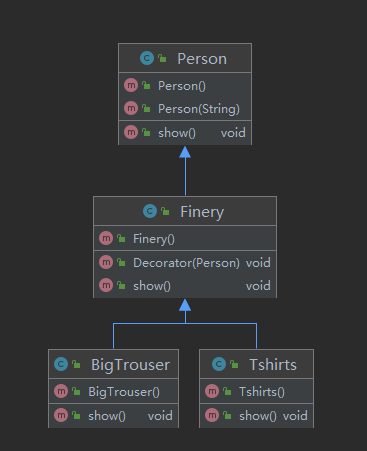 Person
Person()
Person(String)
show() void
Finery
Finery()
Decorator(Person) void
show() void
BigTrouser
BigTrouser()
show() void
Tshirts
Tshirts()
show() void